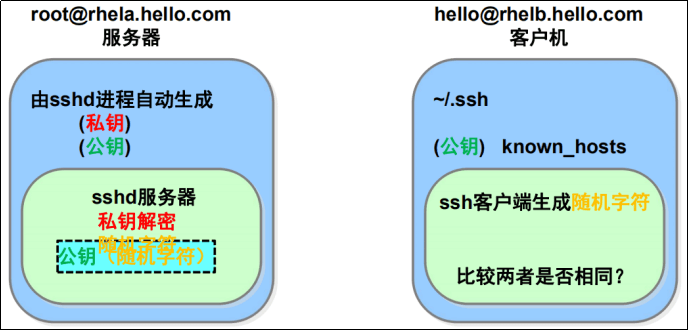 root@rhela.hello.com
服务器
由sshd进程自动生成
(私钥)
(公钥)
sshd服务器
私钥解密
随机字符
公钥（随机字符）
hello@rhelb.hello.com
客户机
~/.ssh
(公钥) known_hosts
ssh客户端生成随机字符
比较两者是否相同？